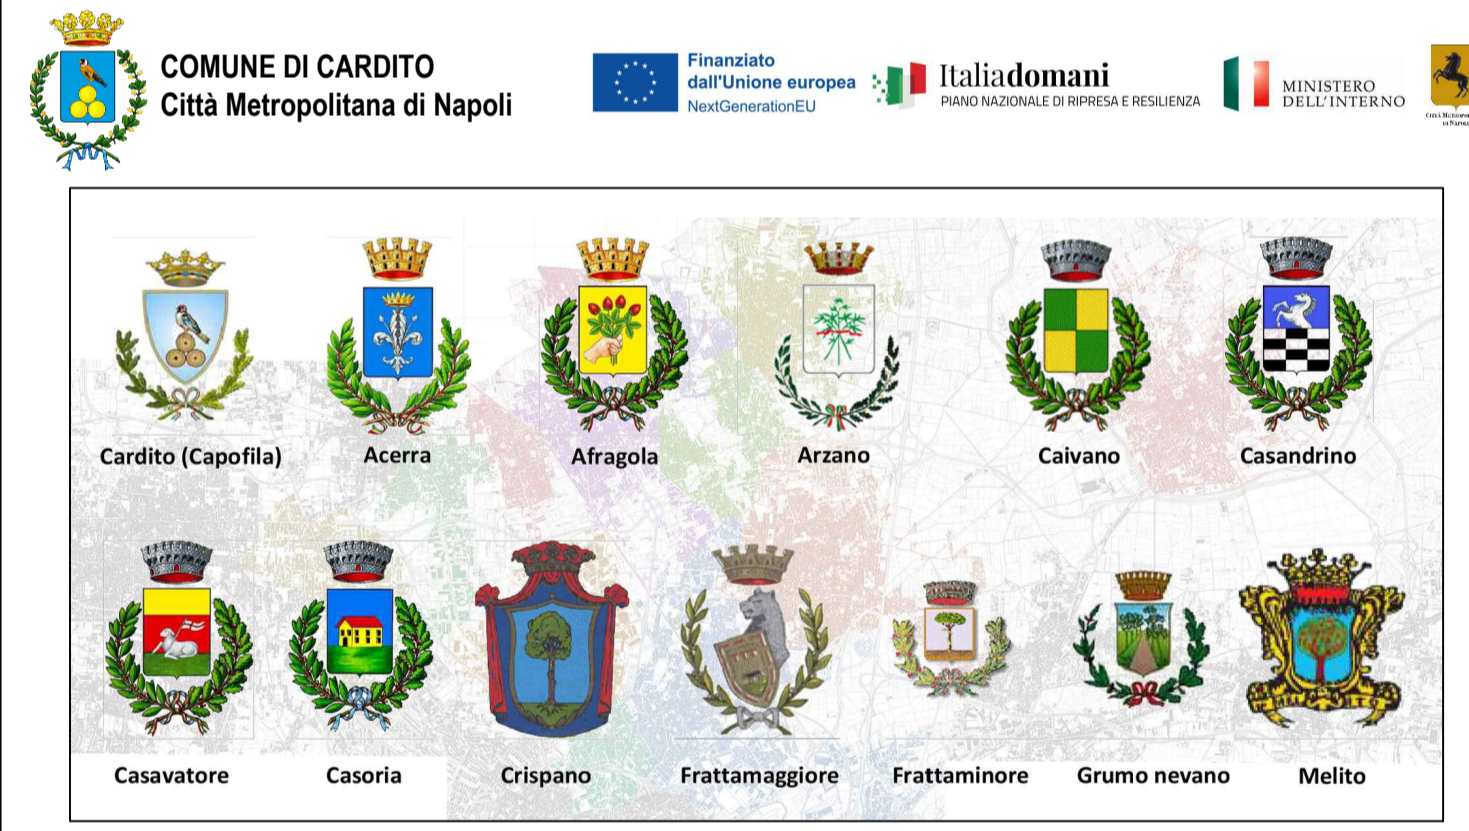 COMUNE DI CARDITO
Città Metropolitana di Napoli
Finanziato
dall'Unione europea
NextGenerationEU
Italiadomani
PIANO NAZIONALE DI RIPRESA E RESILIENZA
MINISTERO
DELL'INTERNO
Cardito (Capofila)
Acerra
Afragola
Arzano
Caivano
Casandrino
Casavatore
Casoria
Crispano
Frattamaggiore
Frattaminore
Grumo nevano
Melito